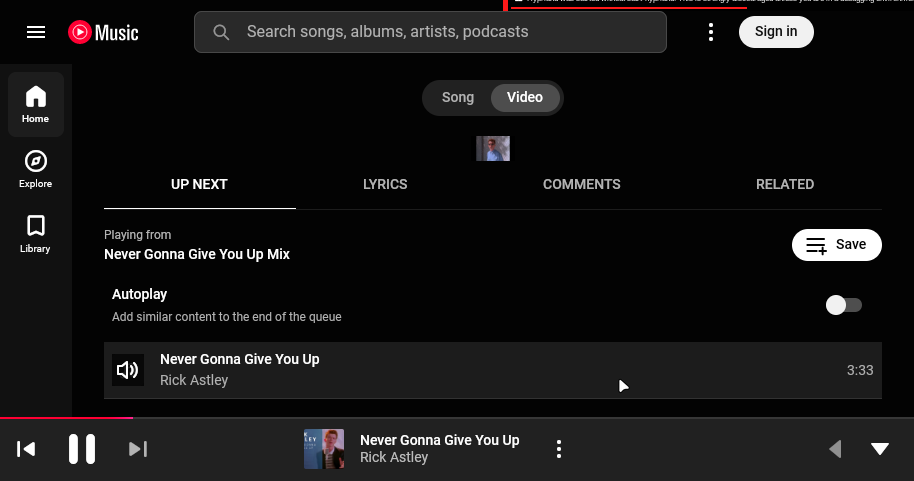 Music
Search songs, albums, artists, podcasts
Sign in
Home
Explore
Library
Song
Video
UP NEXT
LYRICS
COMMENTS
RELATED
Playing from
Never Gonna Give You Up Mix
Save
Autoplay
Add similar content to the end of the queue
Never Gonna Give You Up
Rick Astley
3:33
Never Gonna Give You Up
Rick Astley